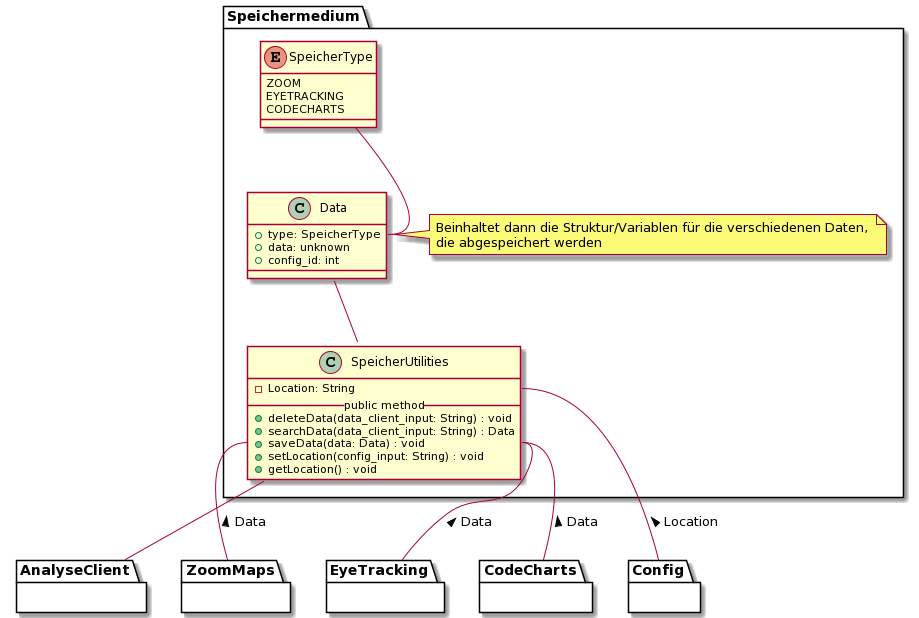 Speichermedium
E SpeicherType
ZOOM
EYETRACKING
CODECHARTS
C Data
type: SpeicherType
data: unknown
config_id: int
Beinhaltet dann die Struktur/Variablen für die verschiedenen Daten,
die abgespeichert werden
C SpeicherUtilities
Location: String
public method
deleteData(data_client_input: String) : void
searchData(data_client_input: String) : Data
saveData(data: Data) : void
setLocation(config_input: String) : void
getLocation() : void
Data
Data
Data
Location
AnalyseClient
ZoomMaps
EyeTracking
CodeCharts
Config